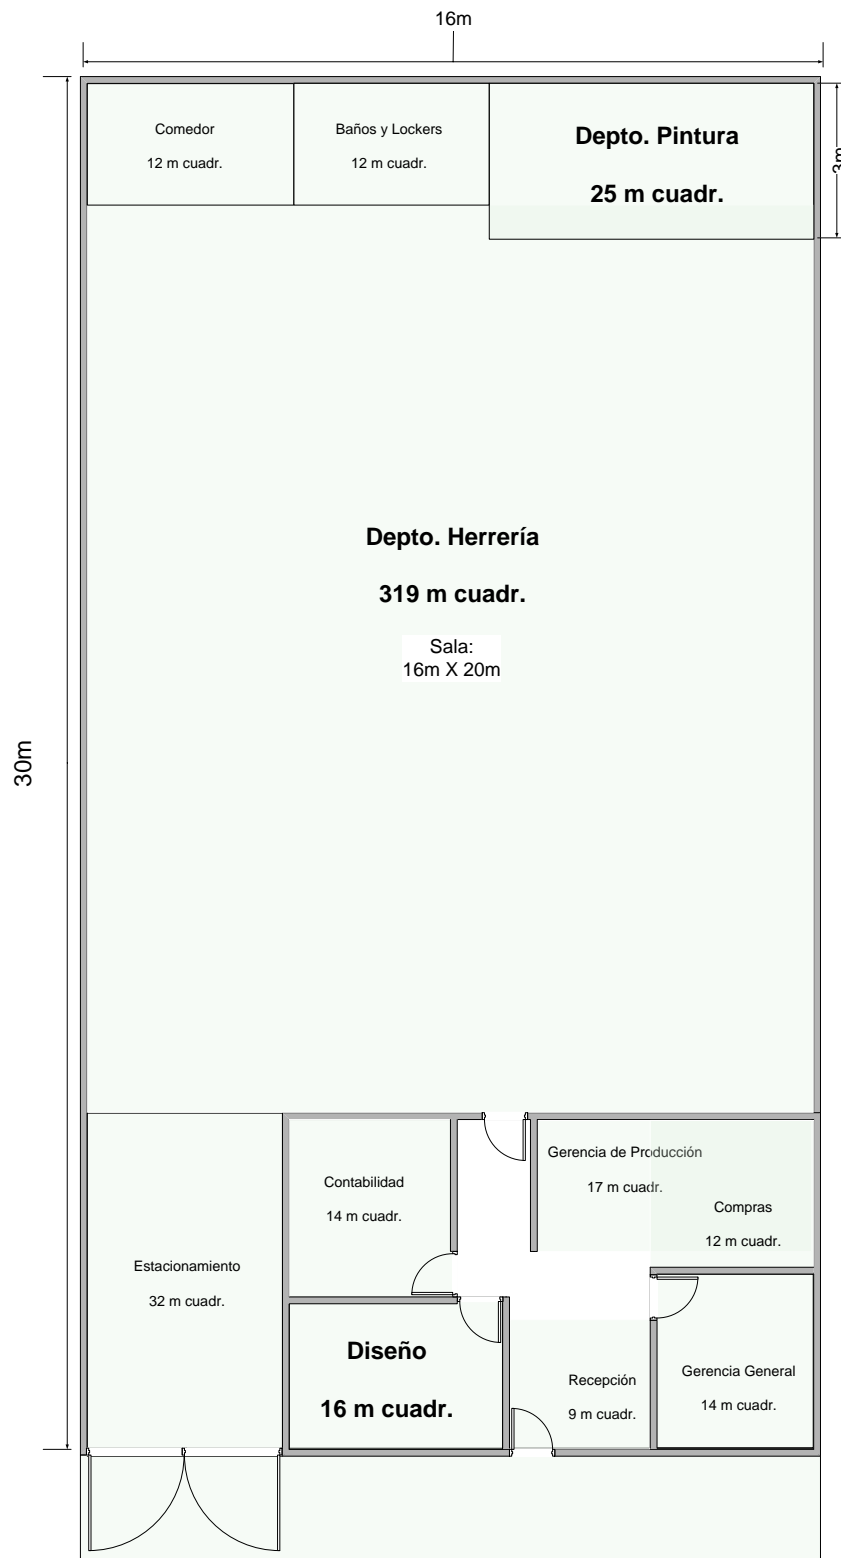 16m
Comedor
12 m cuadr.
Baños y Lockers
12 m cuadr.
Depto. Pintura
25 m cuadr.
3m
Depto. Herrería
319 m cuadr.
Sala:
16m X 20m
30m
Contabilidad
14 m cuadr.
Gerencia de Producción
17 m cuadr.
Compras
12 m cuadr.
Estacionamiento
32 m cuadr.
Diseño
16 m cuadr.
Recepción
9 m cuadr.
Gerencia General
14 m cuadr.